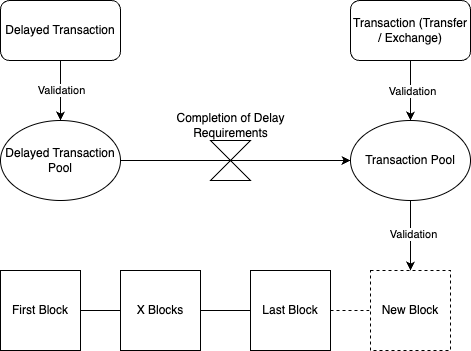 Delayed Transaction
Transaction (Transfer
/ Exchange)
Validation
Validation
Completion of Delay
Requirements
Delayed Transaction
Pool
Transaction Pool
Validation
First Block
X Blocks
Last Block
New Block